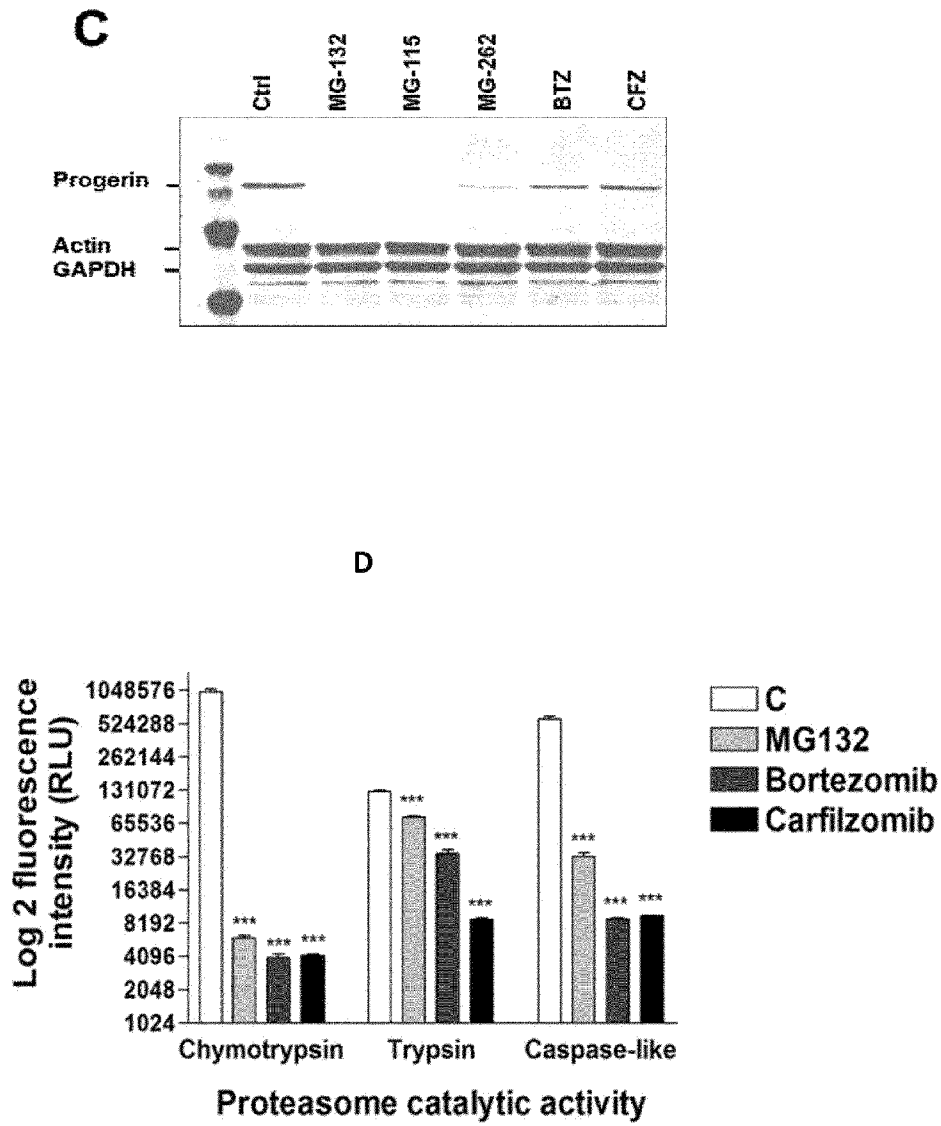 C
Ctrl
MG-132
MG-115
MG-262
BTZ
CFZ
Progerin
Actin
GAPDH
D
Log 2 fluorescence
intensity (RLU)
1048576
524288
262144
131072
65536
32768
16384
8192
4096
2048
1024
***
***
***
***
***
***
***
***
***
Chymotrypsin
Trypsin
Caspase-like
Proteasome catalytic activity
C
MG132
Bortezomib
Carfilzomib